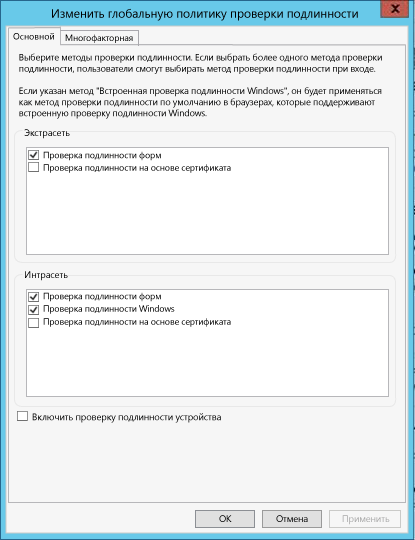 Изменить глобальную политику проверки подлинности
Основной
Многофакторная
Выберите методы проверки подлинности. Если выбрать более одного метода проверки
подлинности, пользователи смогут выбирать метод проверки подлинности при входе.
Если указан метод "Встроенная проверка подлинности Windows", он будет применяться
как метод проверки подлинности по умолчанию в браузерах, которые поддерживают
встроенную проверку подлинности Windows.
Экстрасеть
Проверка подлинности форм
Проверка подлинности на основе сертификата
Интрасеть
Проверка подлинности форм
Проверка подлинности Windows
Проверка подлинности на основе сертификата
Включить проверку подлинности устройства
ОК
Отмена
Применить